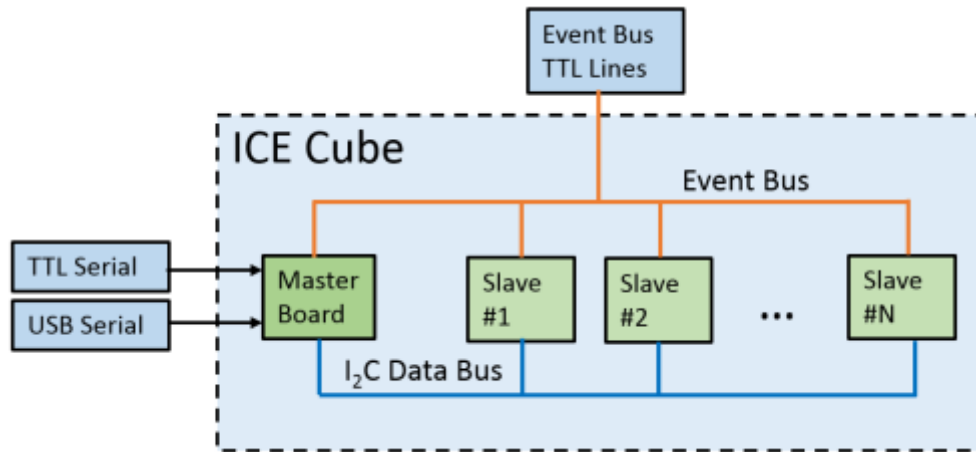 Event Bus
TTL Lines
ICE Cube
Event Bus
TTL Serial
USB Serial
Master
Board
Slave
#1
Slave
#2
...
Slave
#N
I₂C Data Bus